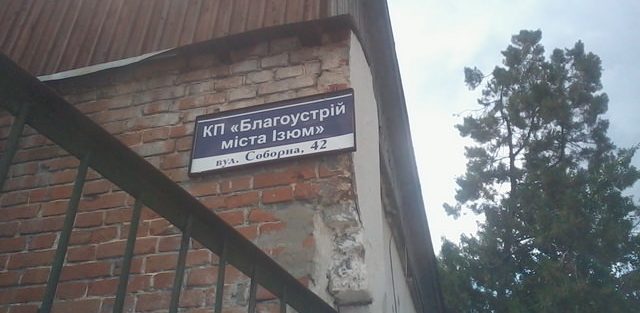 КП «Благоустрій
міста Ізюм»
вул. Соборна, 42